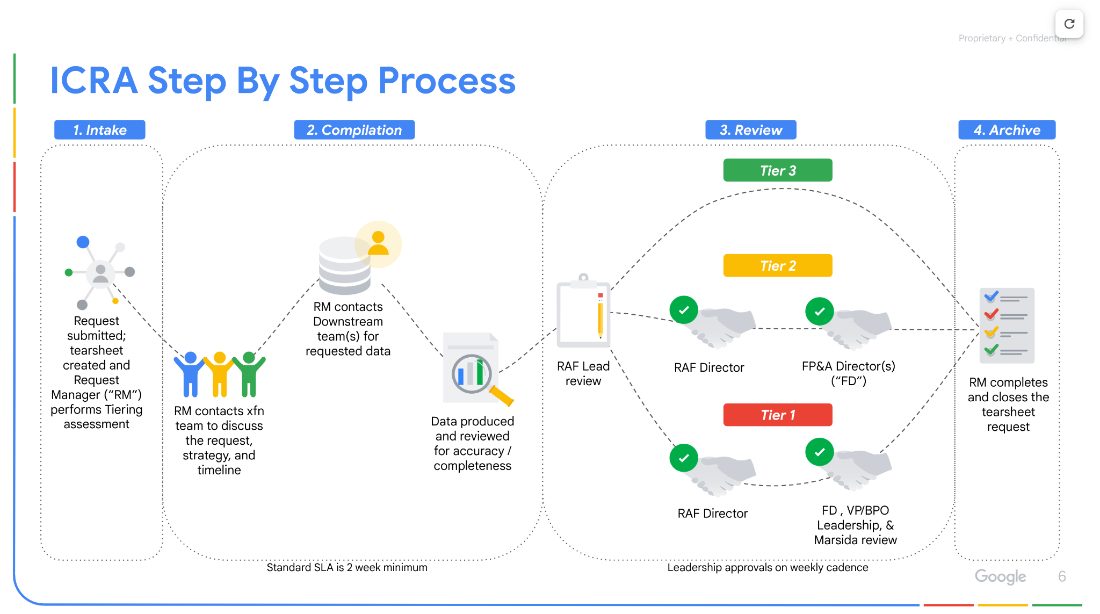 Proprietary + Confidential
ICRA Step By Step Process
1. Intake
2. Compilation
3. Review
4. Archive
Request
submitted;
tearsheet
created and
Request
Manager (“RM”)
performs Tiering
assessment
RM contacts xfn
team to discuss
the request,
strategy, and
timeline
RM contacts
Downstream
team(s) for
requested data
Data produced
and reviewed
for accuracy /
completeness
Standard SLA is 2 week minimum
RAF Lead
review
Tier 3
Tier 2
RAF Director
FP&A Director(s)
(“FD”)
Tier 1
RAF Director
FD , VP/BPO
Leadership, &
Marsida review
Leadership approvals on weekly cadence
RM completes
and closes the
tearsheet
request
Google
6